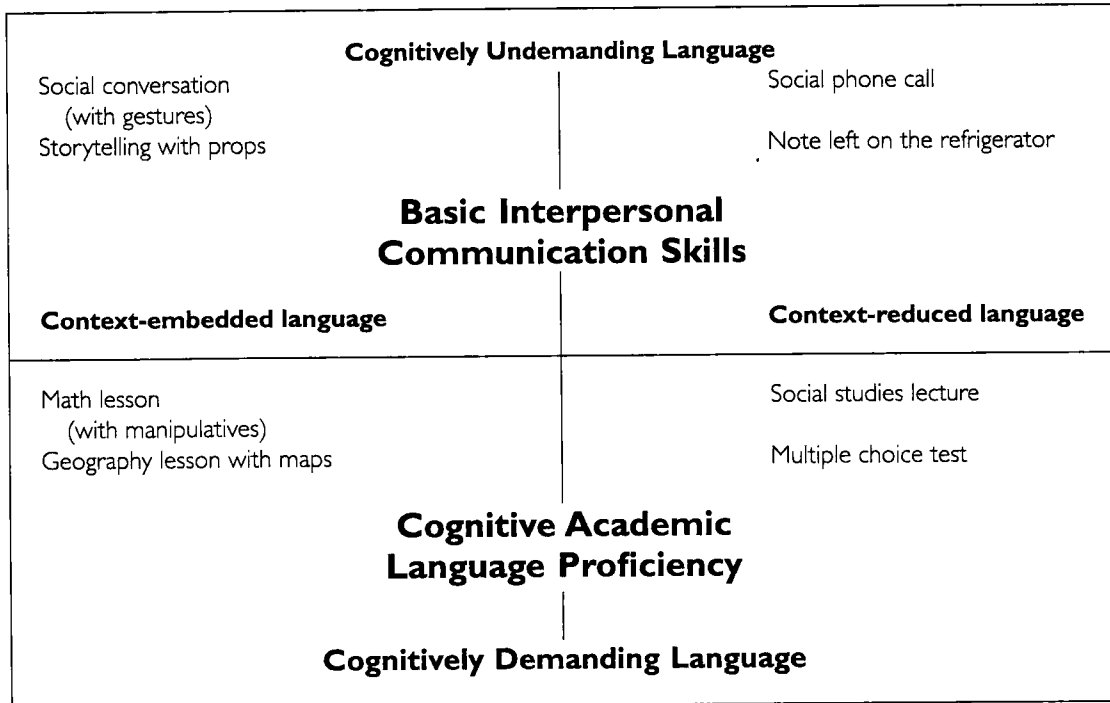 Cognitively Undemanding Language
Social conversation
(with gestures)
Storytelling with props
Social phone call
Note left on the refrigerator
Basic Interpersonal
Communication Skills
Context-embedded language
Context-reduced language
Math lesson
(with manipulatives)
Geography lesson with maps
Social studies lecture
Multiple choice test
Cognitive Academic
Language Proficiency
Cognitively Demanding Language